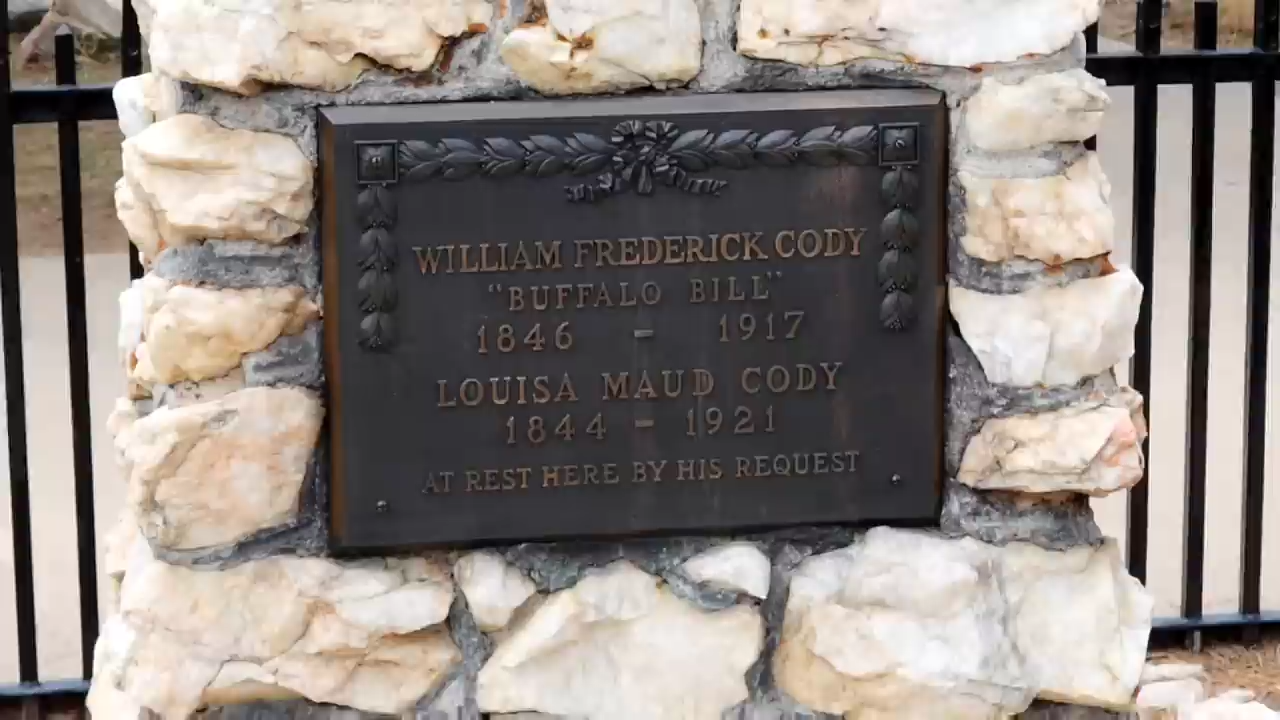 WILLIAM FREDERICK CODY
"BUFFALO BILL"
1846 - 1917
LOUISA MAUD CODY
1844 - 1921
AT REST HERE BY HIS REQUEST